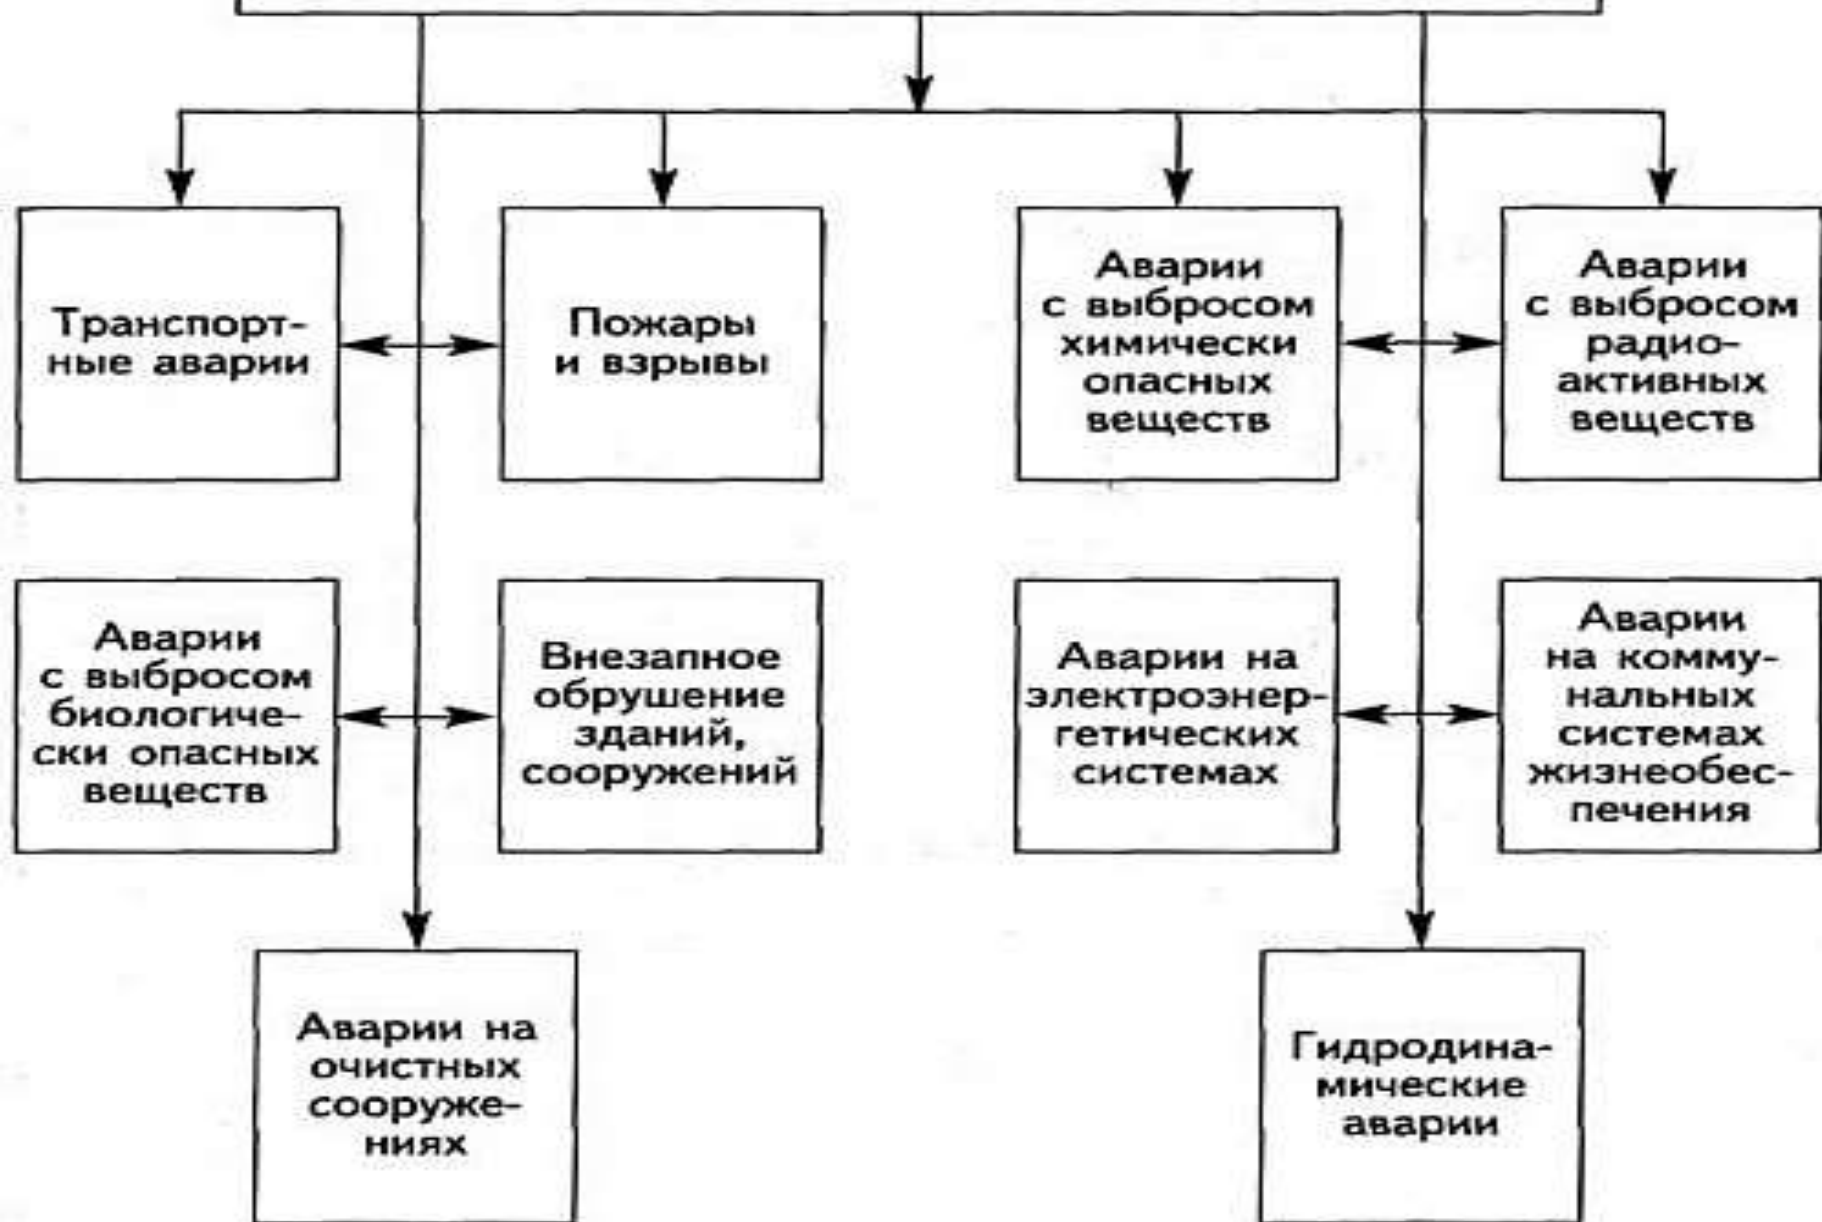 Транспорт-
ные аварии
Пожары
и взрывы
Аварии
с выбросом
химически
опасных
веществ
Аварии
с выбросом
радио-
активных
веществ
Аварии
с выбросом
биологиче-
ски опасных
веществ
Внезапное
обрушение
зданий,
сооружений
Аварии на
электроэнер-
гетических
системах
Аварии
на комму-
нальных
системах
жизнеобес-
печения
Аварии на
очистных
сооруже-
ниях
Гидродина-
мические
аварии